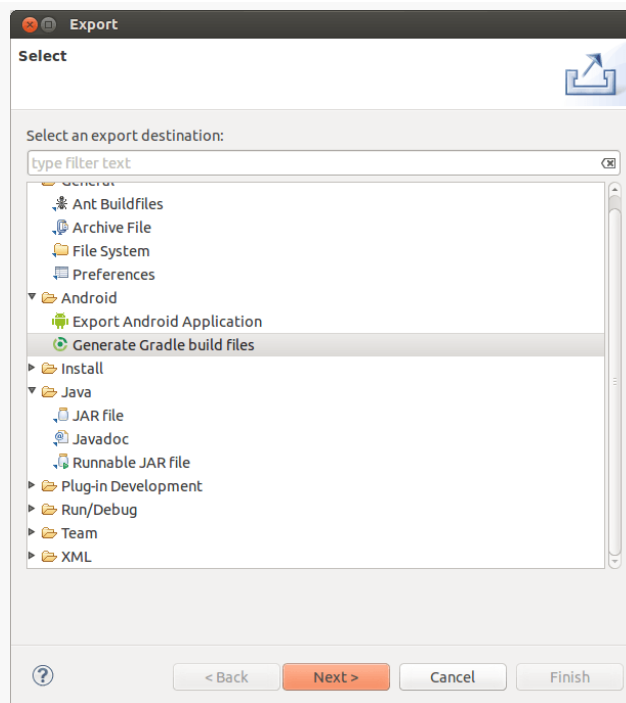 Export
Select
Select an export destination:
type filter text
General
Ant Buildfiles
Archive File
File System
Preferences
Android
Export Android Application
Generate Gradle build files
Install
Java
JAR file
Javadoc
Runnable JAR file
Plug-in Development
Run/Debug
Team
XML
< Back
Next >
Cancel
Finish